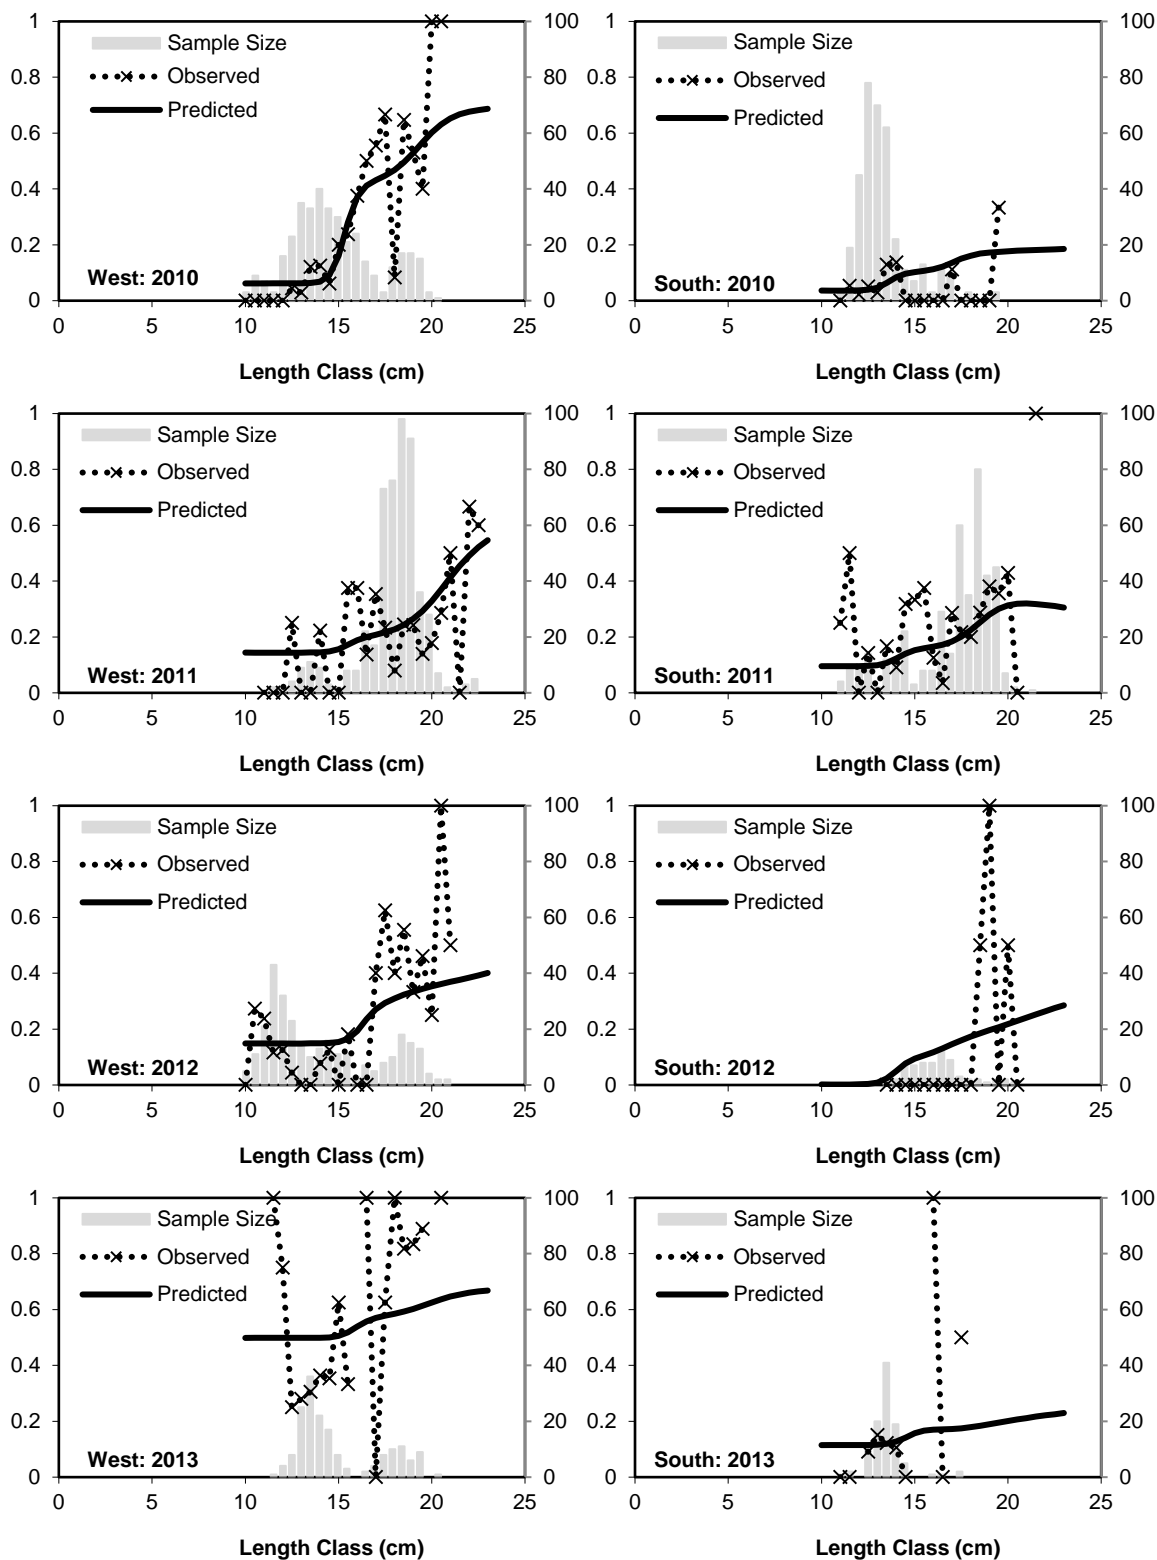 1 100 1 100
Sample Size Sample Size
0.8 Observed 80 0.8 Observed 80
Predicted Predicted
0.6 60 0.6 60
0.4 40 0.4 40
0.2 20 0.2 20
West: 2010 South: 2010
0 0 0 0
0 5 10 15 20 25 0 5 10 15 20 25
Length Class (cm) Length Class (cm)
1 100 1 100
Sample Size Sample Size
0.8 Observed 80 0.8 Observed 80
Predicted Predicted
0.6 60 0.6 60
0.4 40 0.4 40
0.2 20 0.2 20
West: 2011 South: 2011
0 0 0 0
0 5 10 15 20 25 0 5 10 15 20 25
Length Class (cm) Length Class (cm)
1 100 1 100
Sample Size Sample Size
0.8 Observed 80 0.8 Observed 80
Predicted Predicted
0.6 60 0.6 60
0.4 40 0.4 40
0.2 20 0.2 20
West: 2012 South: 2012
0 0 0 0
0 5 10 15 20 25 0 5 10 15 20 25
Length Class (cm) Length Class (cm)
1 100 1 100
Sample Size Sample Size
0.8 Observed 80 0.8 Observed 80
Predicted Predicted
0.6 60 0.6 60
0.4 40 0.4 40
0.2 20 0.2 20
West: 2013 South: 2013
0 0 0 0
0 5 10 15 20 25 0 5 10 15 20 25
Length Class (cm) Length Class (cm)